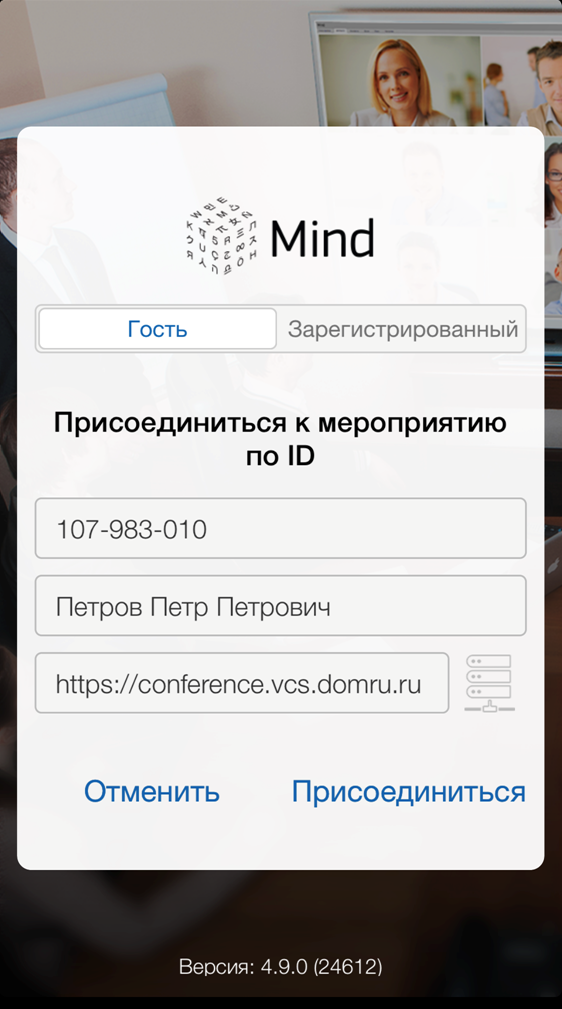 Mind
Гость
Зарегистрированный
Присоединиться к мероприятию
по ID
107-983-010
Петров Петр Петрович
https://conference.vcs.domru.ru
Отменить
Присоединиться
Версия: 4.9.0 (24612)